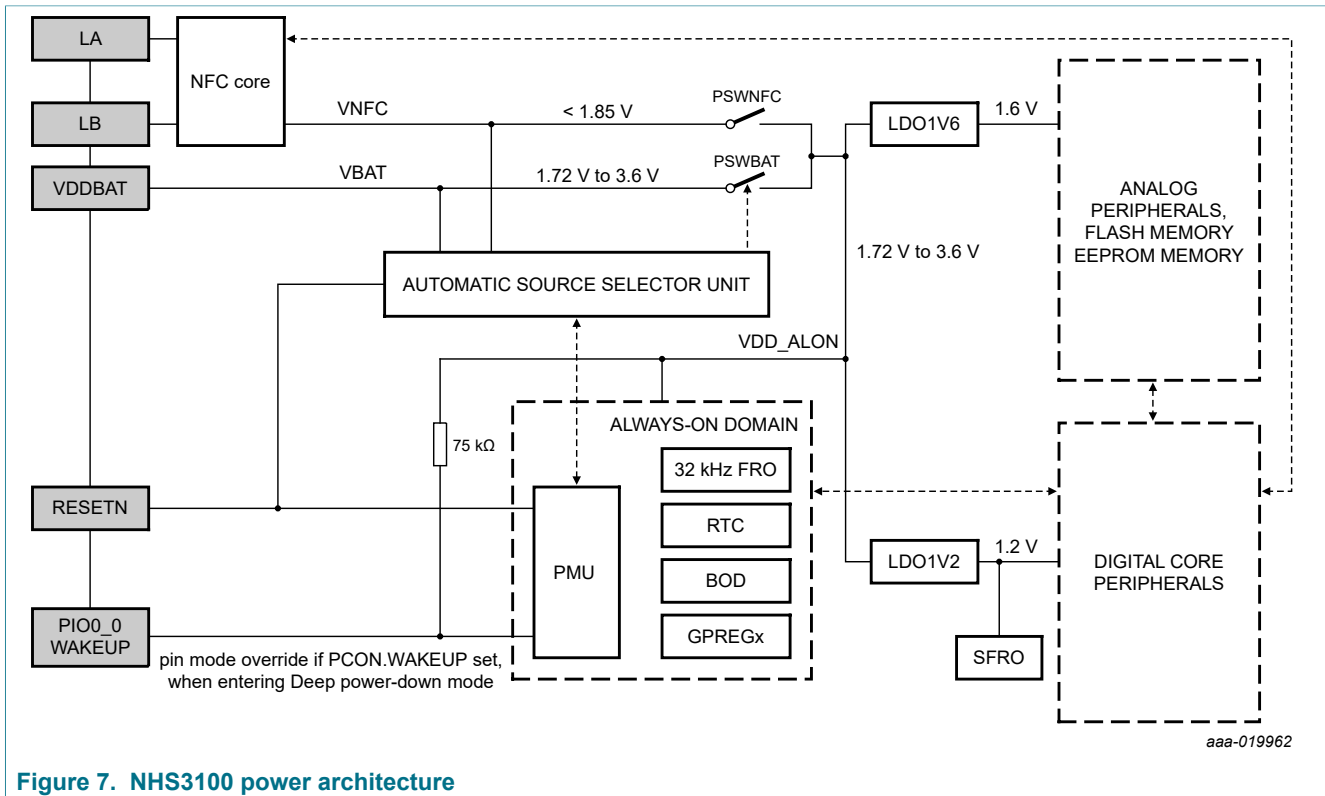 LA
NFC core
LB
VDDBAT
VNFC
< 1.85 V
PSWNFC
VBAT
1.72 V to 3.6 V
PSWBAT
LDO1V6
1.6 V
ANALOG
PERIPHERALS,
FLASH MEMORY
EEPROM MEMORY
1.72 V to 3.6 V
AUTOMATIC SOURCE SELECTOR UNIT
VDD_ALON
75 kΩ
ALWAYS-ON DOMAIN
32 kHz FRO
RTC
BOD
GPREGx
PMU
RESETN
PIO0_0
WAKEUP
pin mode override if PCON.WAKEUP set,
when entering Deep power-down mode
LDO1V2
1.2 V
SFRO
DIGITAL CORE
PERIPHERALS
aaa-019962
Figure 7. NHS3100 power architecture